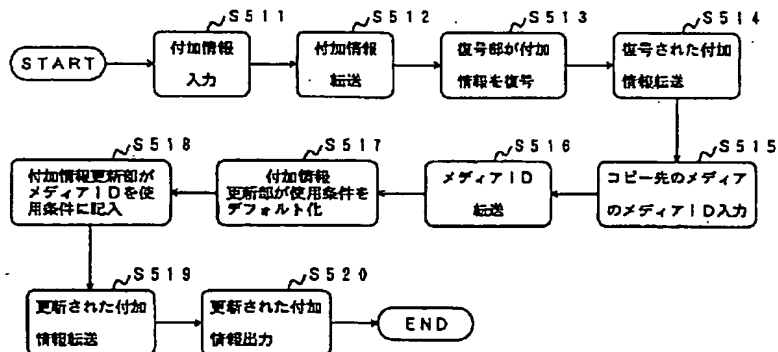 START
S511
付加情報
入力
S512
付加情報
転送
S513
復号部が付加
情報を復号
S514
復号された付加
情報転送
S515
コピー先のメディア
のメディアID入力
S516
メディアID
転送
S517
付加情報
更新部が使用条件を
デフォルト化
S518
付加情報更新部が
メディアIDを使
用条件に記入
S519
更新された付加
情報転送
S520
更新された付加
情報出力
END